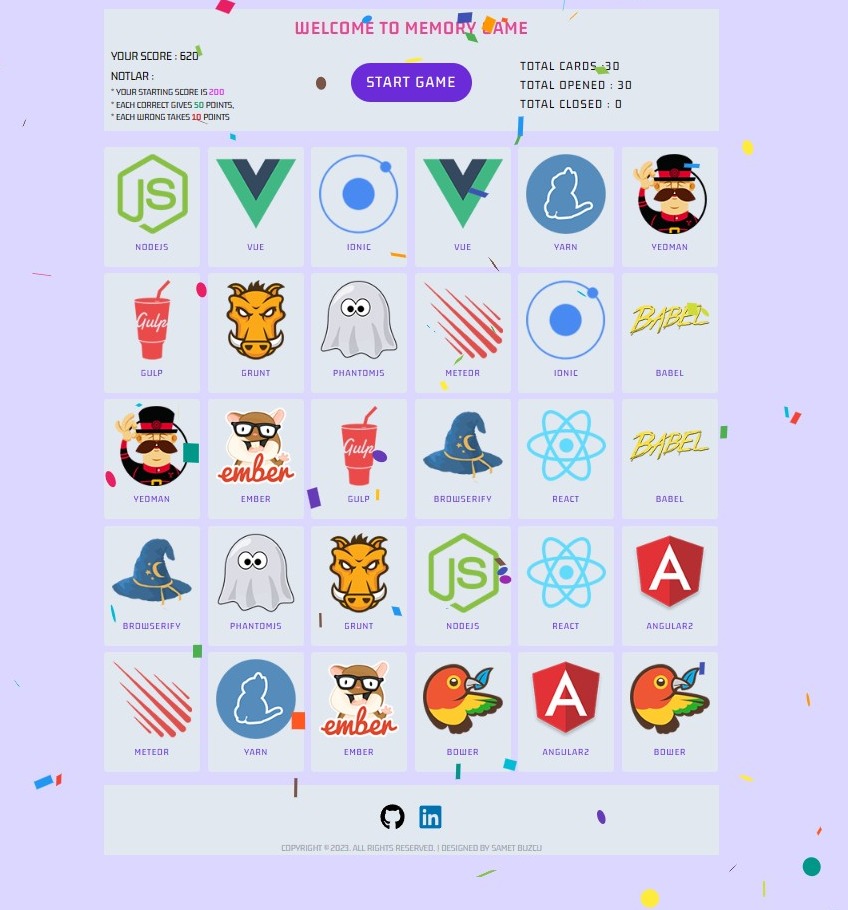 WELCOME TO MEMORY GAME
YOUR SCORE : 620
NOTLAR :
* YOUR STARTING SCORE IS 200
* EACH CORRECT GIVES 50 POINTS,
* EACH WRONG TAKES 10 POINTS
START GAME
TOTAL CARDS :30
TOTAL OPENED : 30
TOTAL CLOSED : 0
JS
NODEJS
VUE
IONIC
VUE
YARN
YEOMAN
Gulp
GULP
GRUNT
PHANTOMJS
METEOR
IONIC
BABEL
BABEL
YEOMAN
ember
EMBER
Gulp
GULP
BROWSERIFY
REACT
BABEL
BABEL
BROWSERIFY
PHANTOMJS
GRUNT
JS
NODEJS
REACT
A
ANGULAR2
METEOR
YARN
ember
EMBER
BOWER
A
ANGULAR2
BOWER
in
COPYRIGHT © 2023. ALL RIGHTS RESERVED. | DESIGNED BY SAMET BUZCU